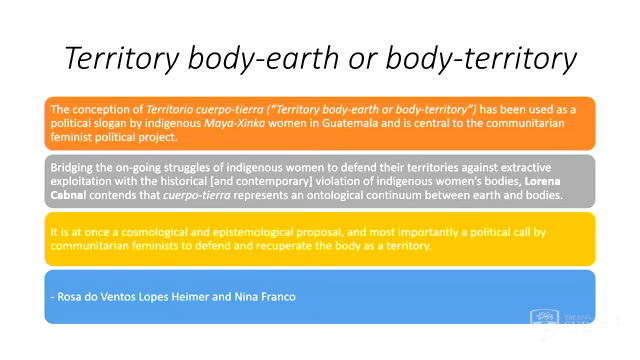 Territory body-earth or body-territory
The conception of Territorio cuerpo-tierra (“Territory body-earth or body-territory”) has been used as a
political slogan by indigenous Maya-Xinka women in Guatemala and is central to the communitarian
feminist political project.
Bridging the on-going struggles of indigenous women to defend their territories against extractive
exploitation with the historical [and contemporary] violation of indigenous women’s bodies, Lorena
Cabnal contends that cuerpo-tierra represents an ontological continuum between earth and bodies.
It is at once a cosmological and epistemological proposal, and most importantly a political call by
communitarian feminists to defend and recuperate the body as a territory.
- Rosa do Ventos Lopes Heimer and Nina Franco